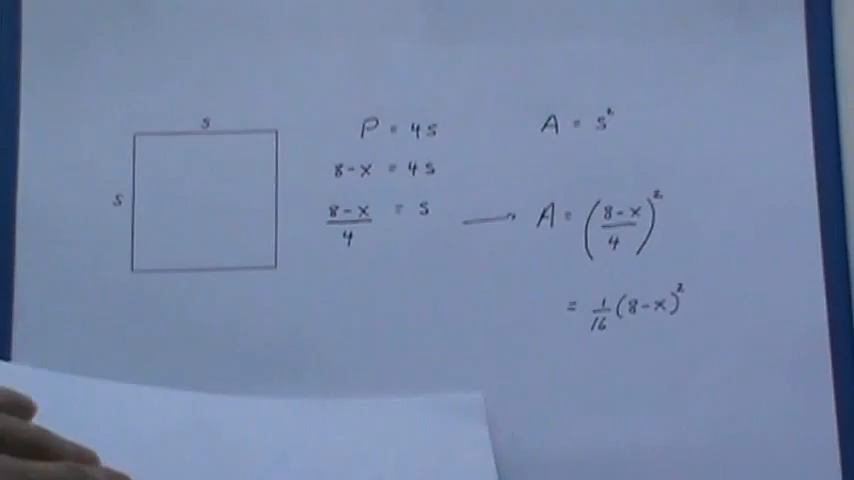 s
s
P = 4s
8-x = 4s
8-x/4 = s →
A = s²
A = (8-x/4)²
= 1/16 (8-x)²